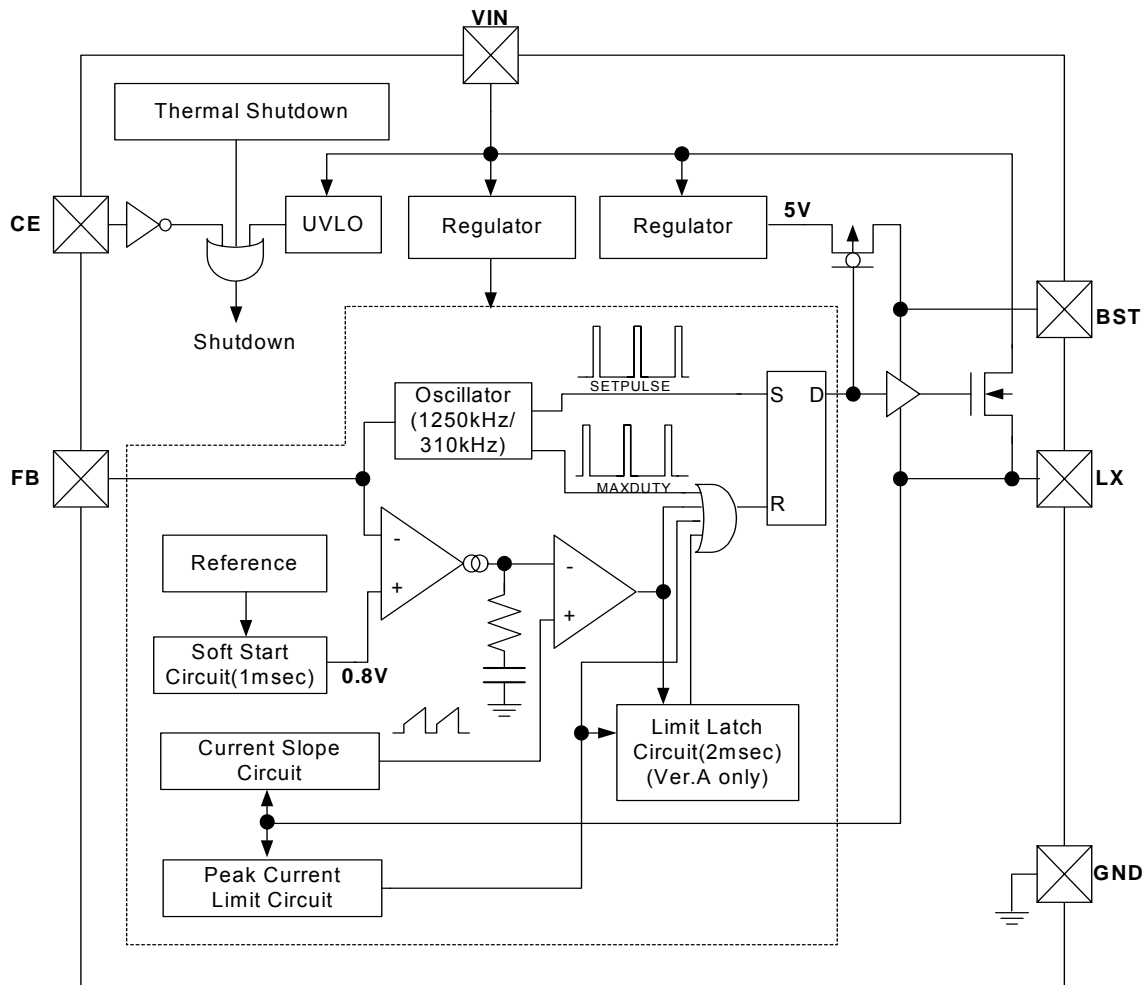 VIN
Thermal Shutdown
CE
UVLO
Regulator
Regulator
5V
BST
Shutdown
SETPULSE
Oscillator
(1250kHz/
310kHz)
S
D
FB
MAXDUTY
LX
R
-
+
Reference
-
+
Soft Start
Circuit(1msec)
0.8V
Limit Latch
Circuit(2msec)
(Ver.A only)
Current Slope
Circuit
Peak Current
Limit Circuit
GND